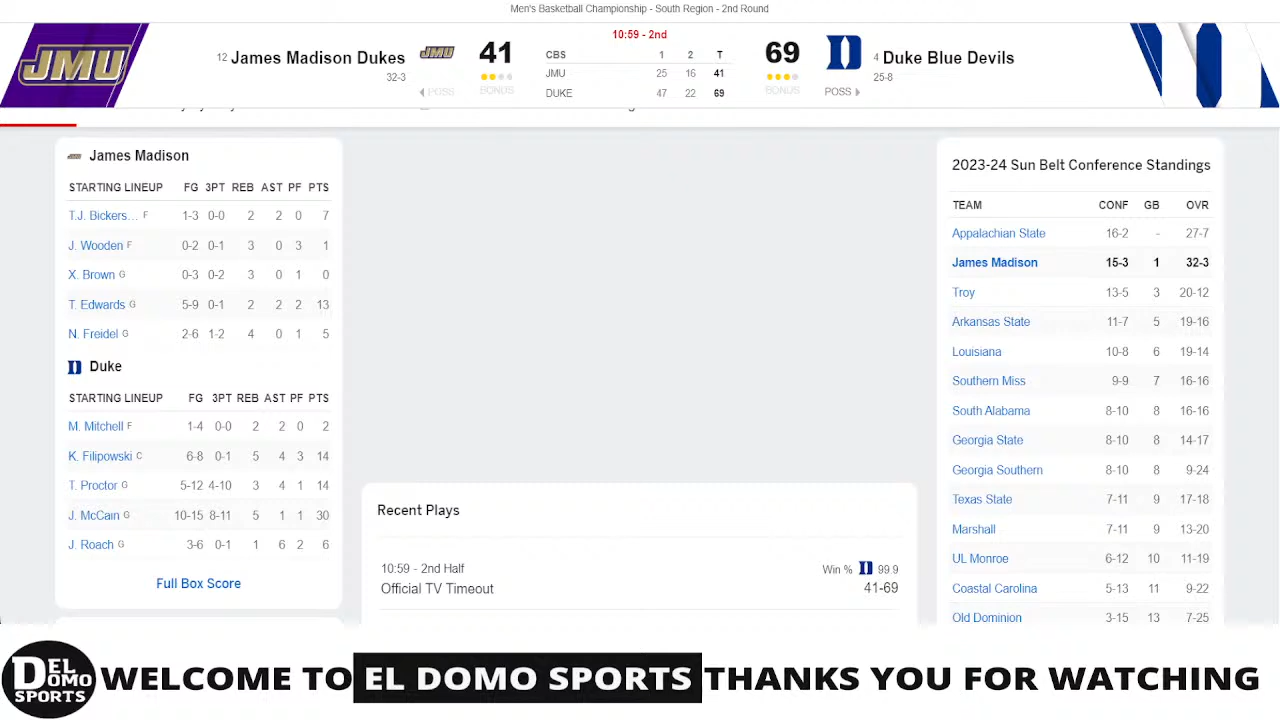 Men's Basketball Championship - South Region - 2nd Round
JMU
12 James Madison Dukes
32-3
JMU
41
BONUS
POSS
10:59 - 2nd
CBS 1 2 T
JMU 25 16 41
DUKE 47 22 69
69
BONUS
D
POSS
4 Duke Blue Devils
25-8
James Madison
STARTING LINEUP FG 3PT REB AST PF PTS
T.J. Bickers... F 1-3 0-0 2 2 0 7
J. Wooden F 0-2 0-1 3 0 3 1
X. Brown G 0-3 0-2 3 0 1 0
T. Edwards G 5-9 0-1 2 2 2 13
N. Freidel G 2-6 1-2 4 0 1 5
Duke
STARTING LINEUP FG 3PT REB AST PF PTS
M. Mitchell F 1-4 0-0 2 2 0 2
K. Filipowski C 6-8 0-1 5 4 3 14
T. Proctor G 5-12 4-10 3 4 1 14
J. McCain G 10-15 8-11 5 1 1 30
J. Roach G 3-6 0-1 1 6 2 6
Full Box Score
Recent Plays
10:59 - 2nd Half
Official TV Timeout
Win % D 99.9
41-69
2023-24 Sun Belt Conference Standings
TEAM CONF GB OVR
Appalachian State 16-2 - 27-7
James Madison 15-3 1 32-3
Troy 13-5 3 20-12
Arkansas State 11-7 5 19-16
Louisiana 10-8 6 19-14
Southern Miss 9-9 7 16-16
South Alabama 8-10 8 16-16
Georgia State 8-10 8 14-17
Georgia Southern 8-10 8 9-24
Texas State 7-11 9 17-18
Marshall 7-11 9 13-20
UL Monroe 6-12 10 11-19
Coastal Carolina 5-13 11 9-22
Old Dominion 3-15 13 7-25
DEL
DOMO
SPORTS
WELCOME TO EL DOMO SPORTS THANKS YOU FOR WATCHING